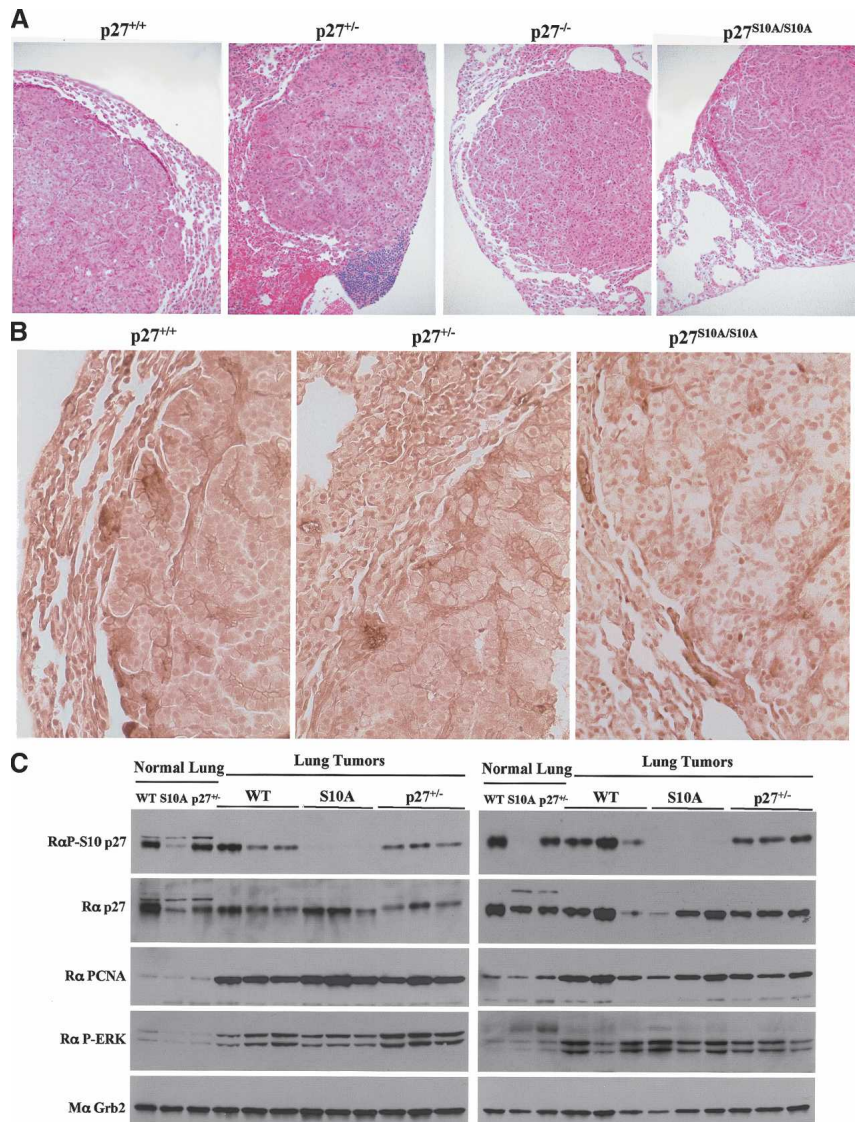 A
p27+/+ p27+/- p27-/- p27S10A/S10A
B
p27+/+ p27+/- p27S10A/S10A
C
Normal Lung Lung Tumors Normal Lung Lung Tumors
WT S10A p27+/- WT S10A p27+/- WT S10A p27+/- WT S10A p27+/-
RαP-S10 p27
Rα p27
Rα PCNA
Rα P-ERK
Mα Grb2